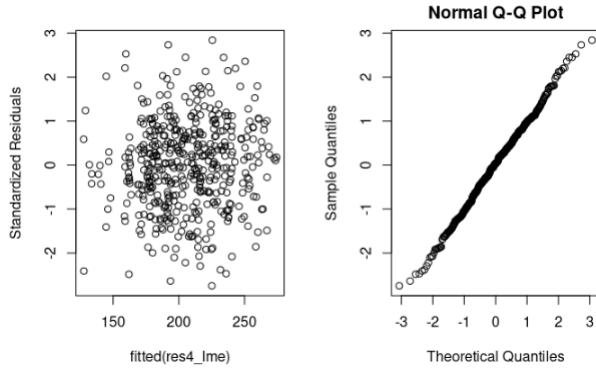 Standardized Residuals
3
2
1
0
-1
-2
150 200 250
fitted(res4_lme)
Normal Q-Q Plot
Sample Quantiles
3
2
1
0
-1
-2
-3 -2 -1 0 1 2 3
Theoretical Quantiles